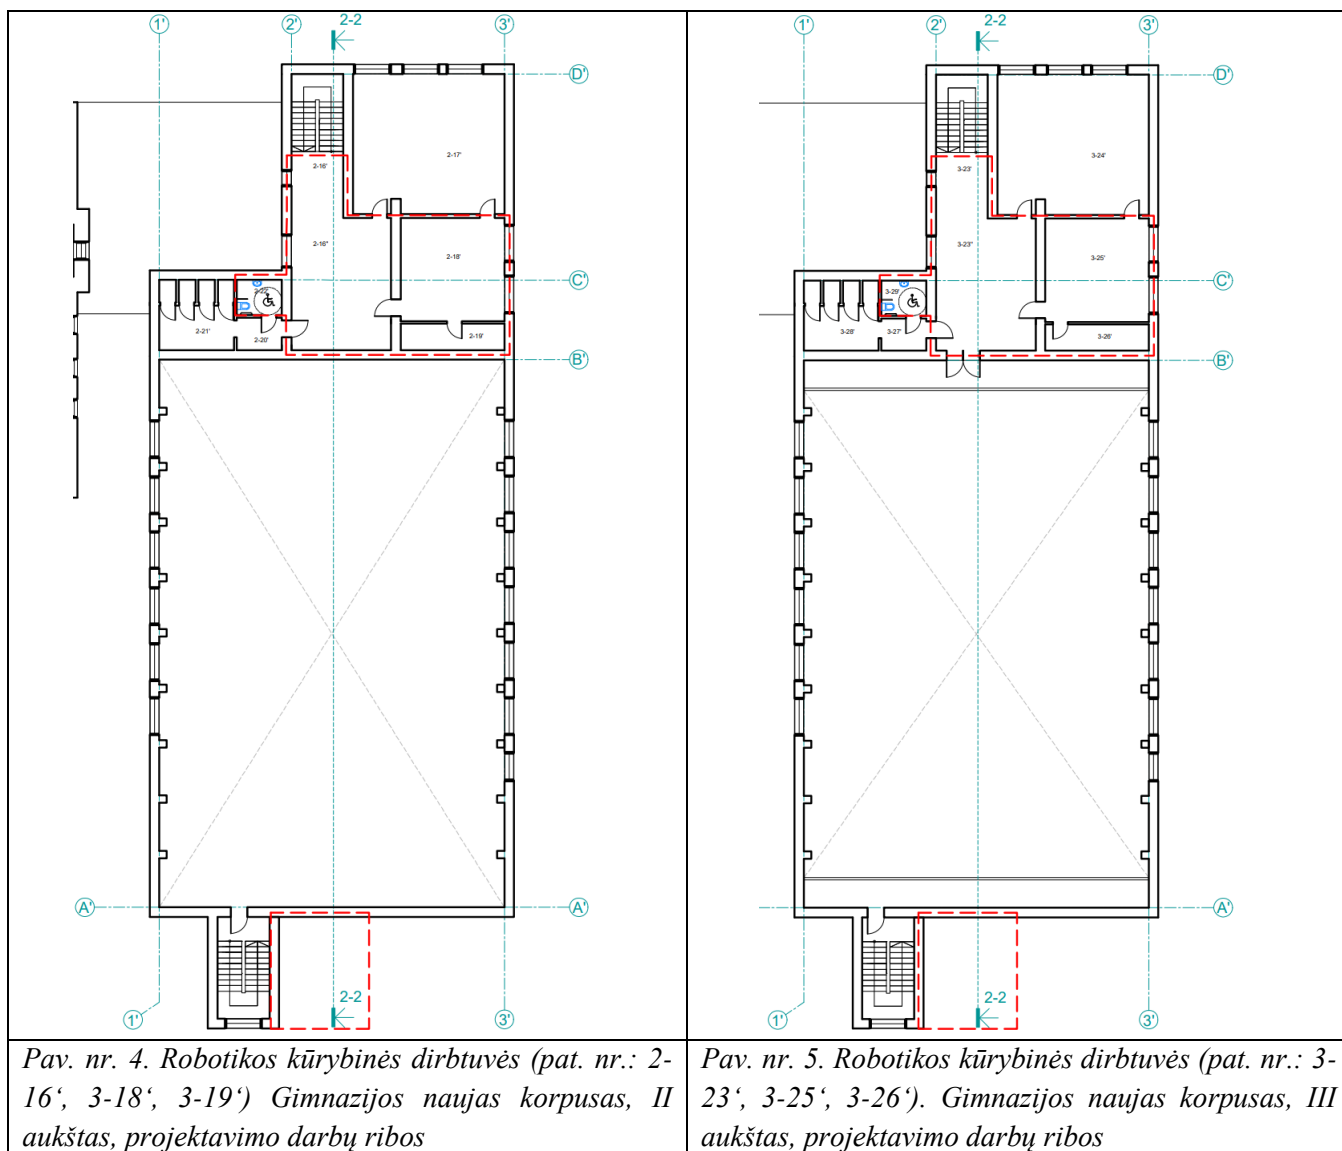 1' 2' 2-2 3'
D'
2-17'
2-16'
2-16"
2-18'
C'
2-22'
2-21'
2-20'
2-19'
B'
A' A'
2-2
1' 3'
Pav. nr. 4. Robotikos kūrybinės dirbtuvės (pat. nr.: 2-
16‘, 3-18‘, 3-19‘) Gimnazijos naujas korpusas, II
aukštas, projektavimo darbų ribos
1' 2' 2-2 3'
D'
3-24'
3-23'
3-23"
3-25'
C'
3-29'
3-28' 3-27'
3-26'
B'
A'
2-2
1' 3'
Pav. nr. 5. Robotikos kūrybinės dirbtuvės (pat. nr.: 3-
23‘, 3-25‘, 3-26‘). Gimnazijos naujas korpusas, III
aukštas, projektavimo darbų ribos